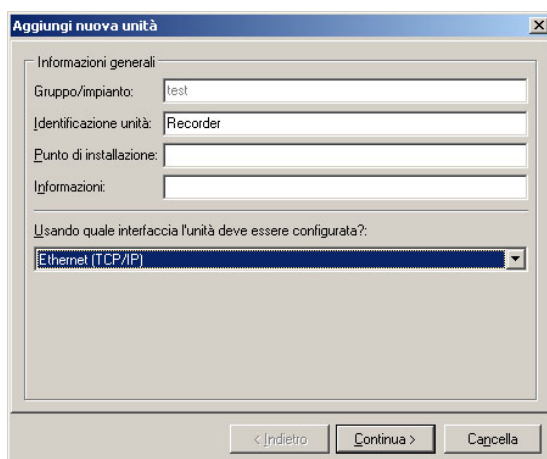 Aggiungi nuova unità
Informazioni generali
Gruppo/impianto: test
Identificazione unità: Recorder
Punto di installazione:
Informazioni:
Usando quale interfaccia l'unità deve essere configurata?:
Ethernet (TCP/IP)
< Indietro Continua > Cancella